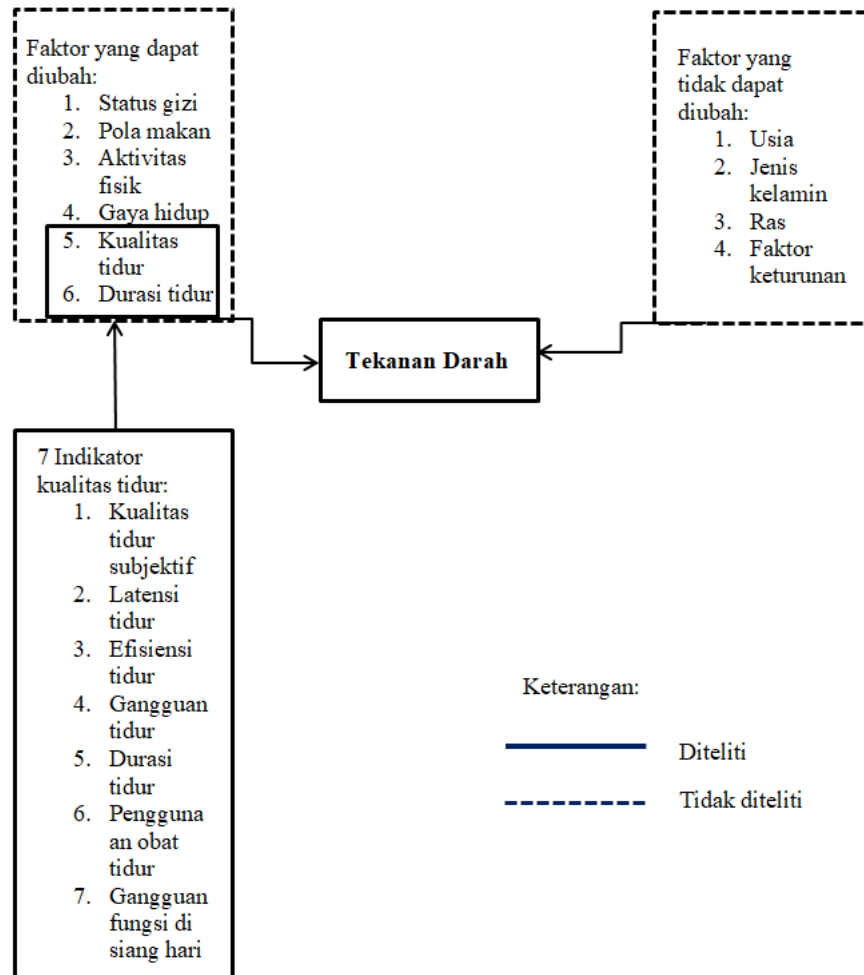 Faktor yang dapat
diubah:
1. Status gizi
2. Pola makan
3. Aktivitas
fisik
4. Gaya hidup
5. Kualitas
tidur
6. Durasi tidur
Faktor yang
tidak dapat
diubah:
1. Usia
2. Jenis
kelamin
3. Ras
4. Faktor
keturunan
Tekanan Darah
7 Indikator
kualitas tidur:
1. Kualitas
tidur
subjektif
2. Latensi
tidur
3. Efisiensi
tidur
4. Gangguan
tidur
5. Durasi
tidur
6. Pengguna
an obat
tidur
7. Gangguan
fungsi di
siang hari
Keterangan:
Diteliti
Tidak diteliti